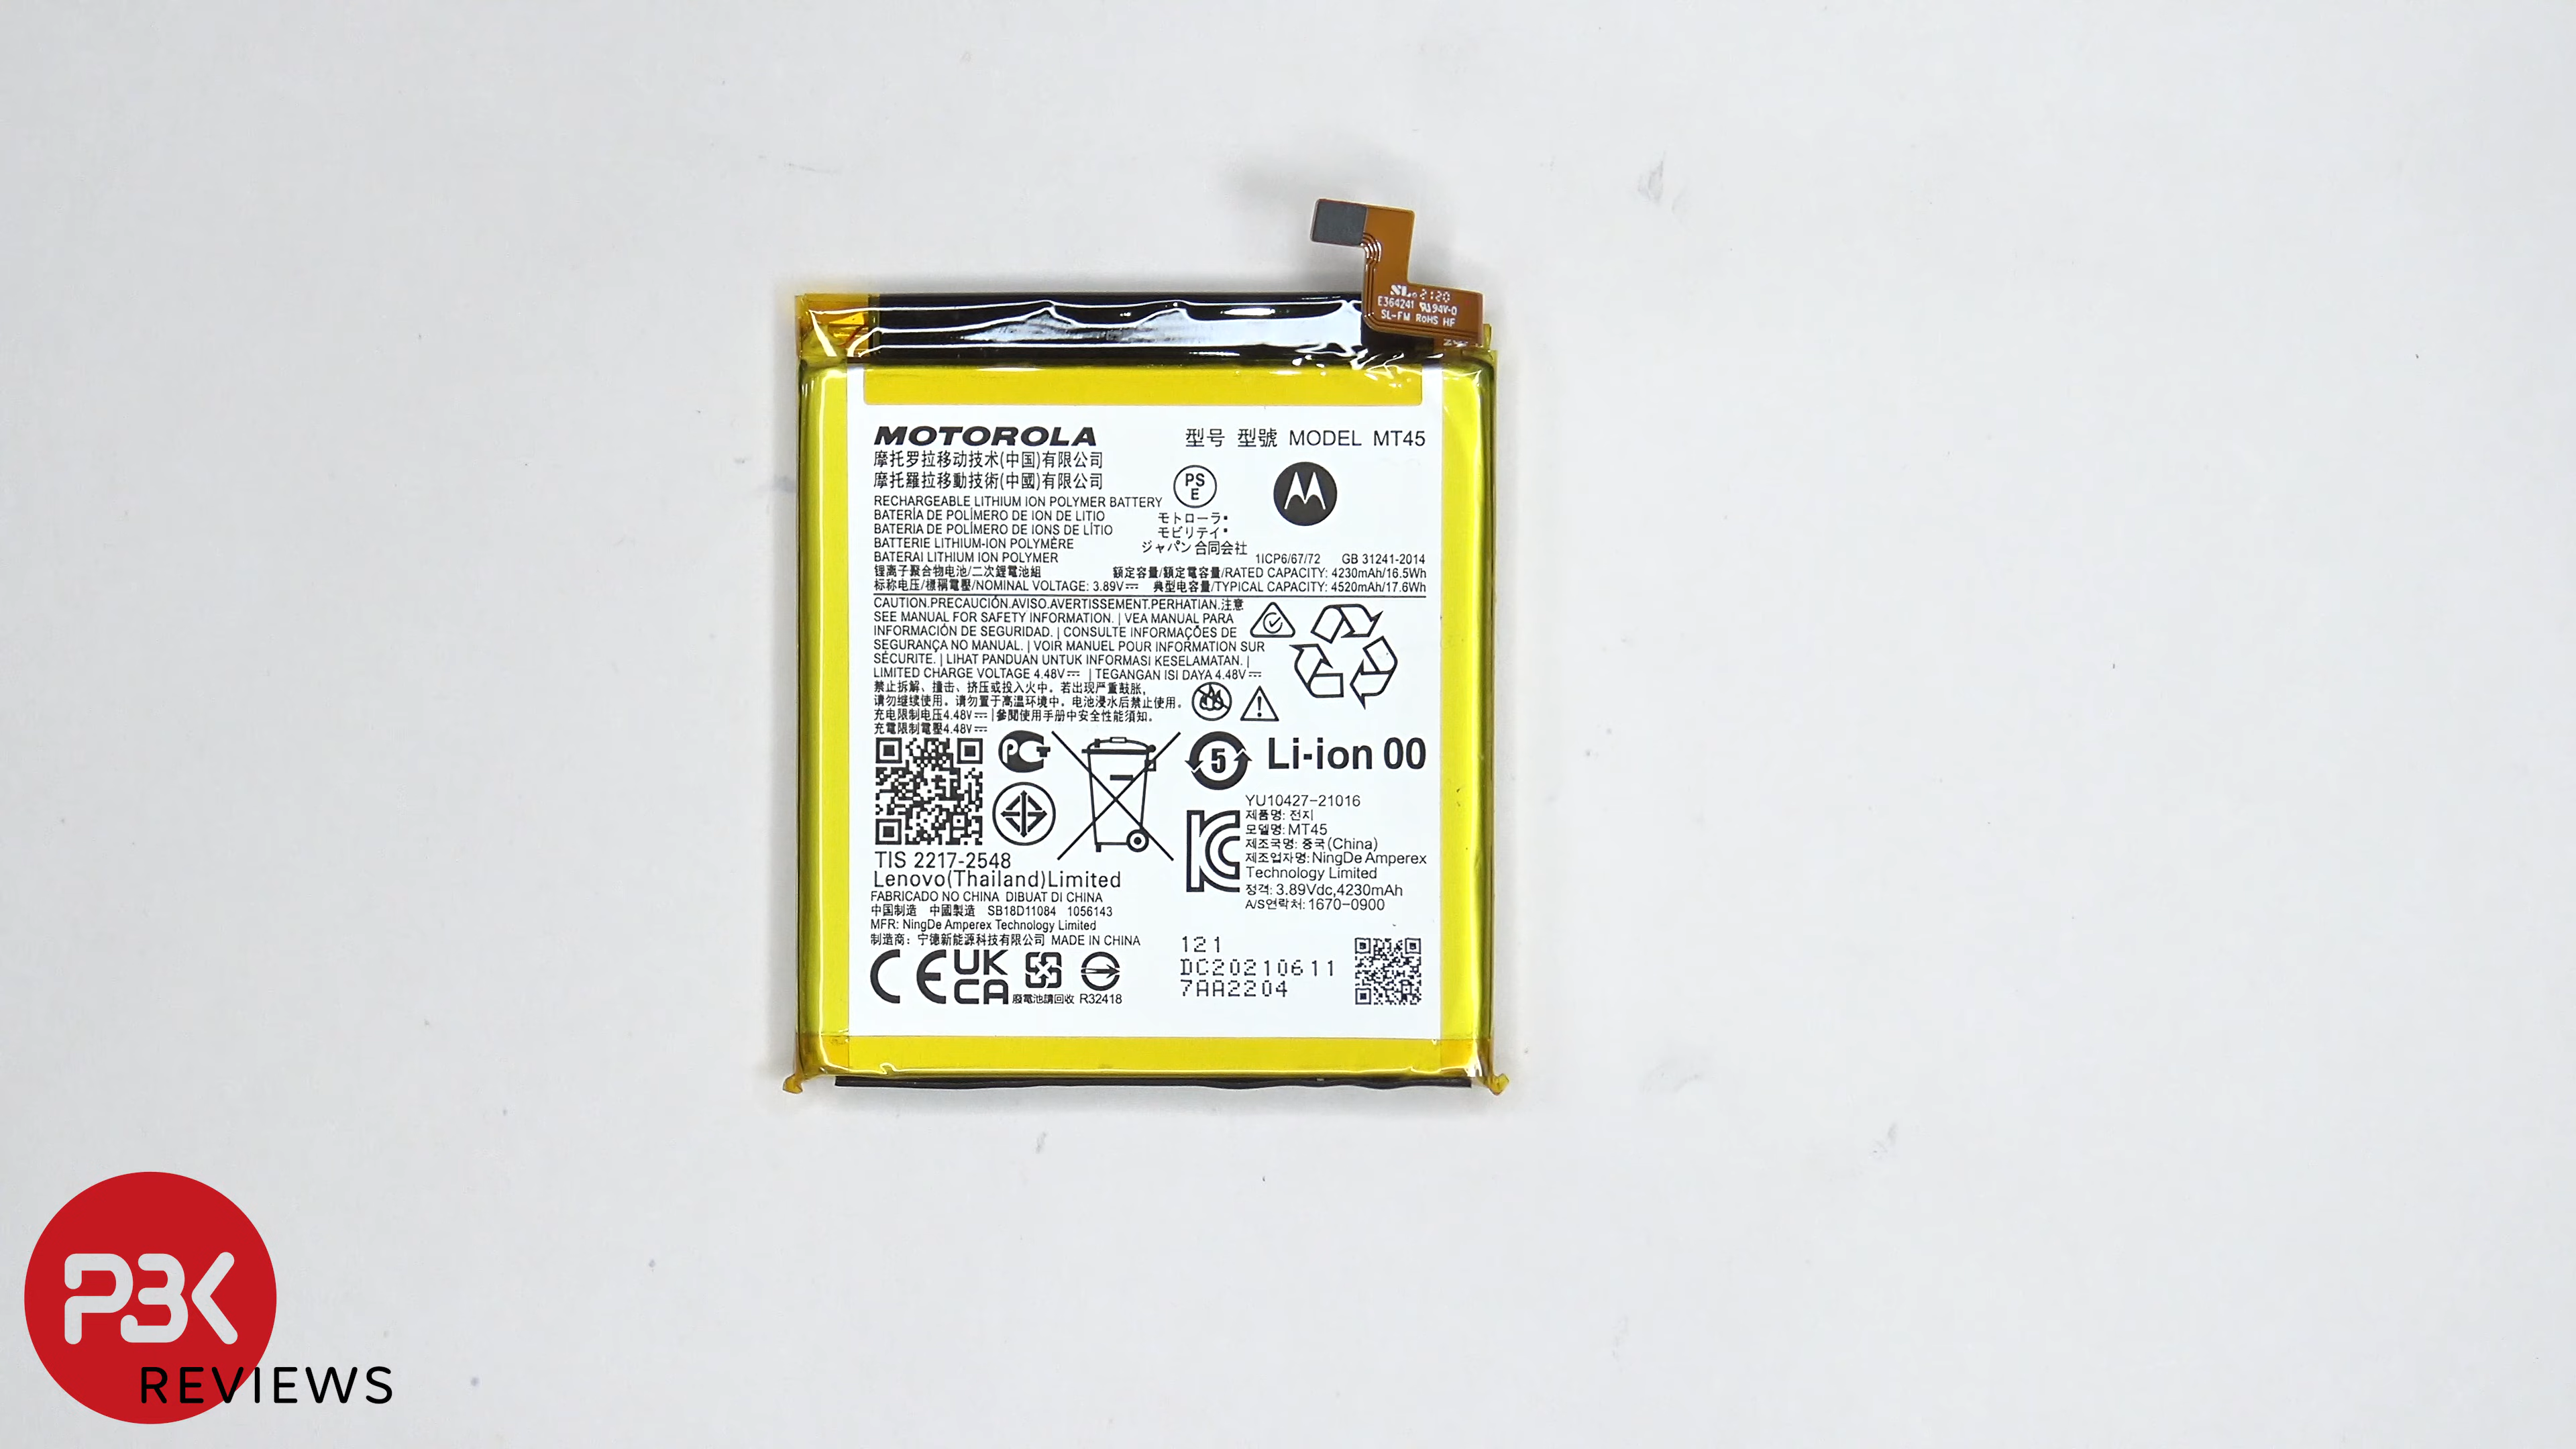 SL 2120
E364241 94V-0
SL-FM RoHS HF
MOTOROLA
型号 型號 MODEL MT45
摩托罗拉移动技术(中国)有限公司
摩托羅拉移動技術(中國)有限公司
PS
E
RECHARGEABLE LITHIUM ION POLYMER BATTERY
BATERÍA DE POLÍMERO DE ION DE LITIO
BATERIA DE POLÍMERO DE IONS DE LÍTIO
BATTERIE LITHIUM-ION POLYMÈRE
BATERAI LITHIUM ION POLYMER
モトローラ・
モビリティ・
ジャパン合同会社
1ICP6/67/72 GB 31241-2014
锂离子聚合物电池/二次鋰電池組
額定容量/額定電容量/RATED CAPACITY: 4230mAh/16.5Wh
标称电压/標稱電壓/NOMINAL VOLTAGE: 3.89V⎓
典型电容量/TYPICAL CAPACITY: 4520mAh/17.6Wh
CAUTION.PRECAUCIÓN.AVISO.AVERTISSEMENT.PERHATIAN.注意
SEE MANUAL FOR SAFETY INFORMATION. | VEA MANUAL PARA
INFORMACIÓN DE SEGURIDAD. | CONSULTE INFORMAÇÕES DE
SEGURANÇA NO MANUAL. | VOIR MANUEL POUR INFORMATION SUR
SÉCURITE. | LIHAT PANDUAN UNTUK INFORMASI KESELAMATAN. |
LIMITED CHARGE VOLTAGE 4.48V⎓ | TEGANGAN ISI DAYA 4.48V⎓
禁止拆解、撞击、挤压或投入火中。若出现严重鼓胀，
请勿继续使用。请勿置于高温环境中。电池浸水后禁止使用。
充电限制电压4.48V⎓ | 參閱使用手册中安全性能須知。
充電限制電壓4.48V⎓
5
Li-ion 00
TIS 2217-2548
Lenovo(Thailand)Limited
FABRICADO NO CHINA DIBUAT DI CHINA
中国制造 中國製造 SB18D11084 1056143
MFR: NingDe Amperex Technology Limited
制造商：宁德新能源科技有限公司 MADE IN CHINA
CE
UK
CA
廢電池請回收 R32418
YU10427-21016
제품명: 전지
모델명: MT45
제조국명: 중국(China)
제조업자명: NingDe Amperex
Technology Limited
정격: 3.89Vdc,4230mAh
A/S연락처: 1670-0900
121
DC20210611
7AA2204
PBK
REVIEWS